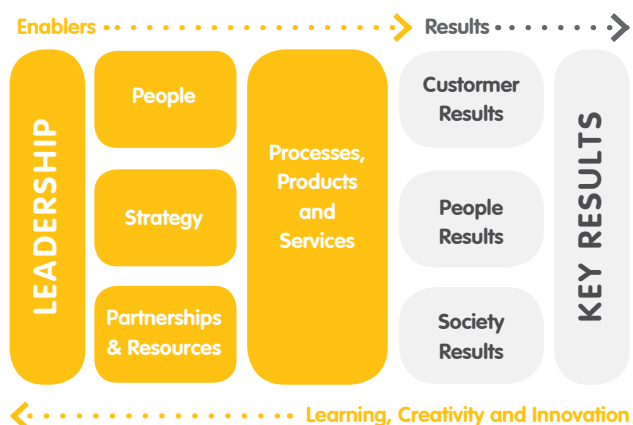 Enablers
Results
LEADERSHIP
People
Strategy
Partnerships
& Resources
Processes,
Products
and
Services
Custormer
Results
People
Results
Society
Results
KEY RESULTS
Learning, Creativity and Innovation